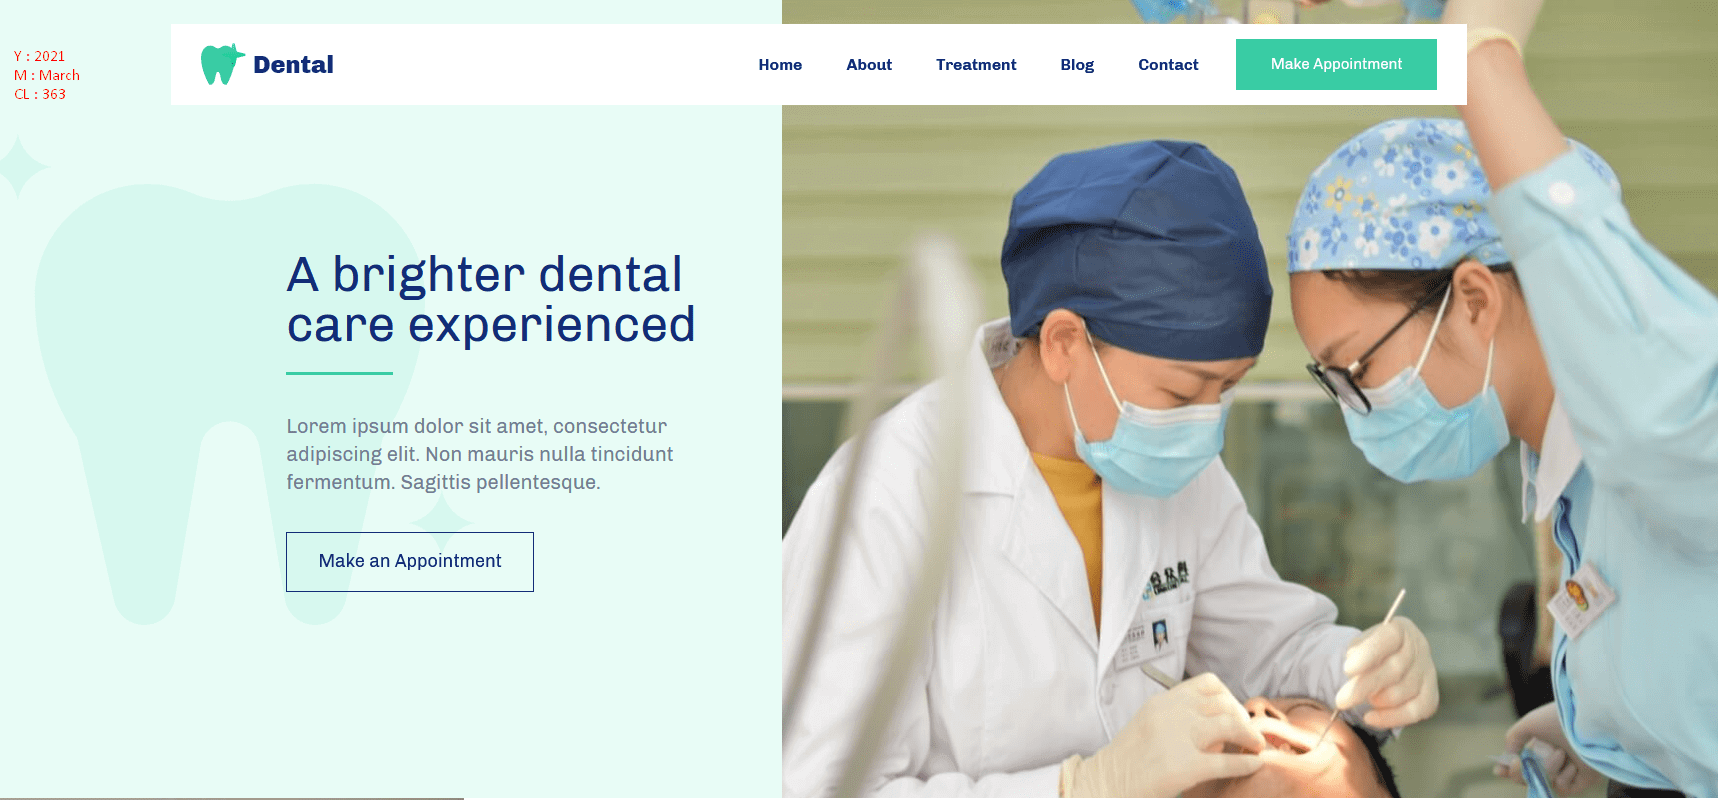 Y : 2021
M : March
CL : 363
Dental
Home
About
Treatment
Blog
Contact
Make Appointment
A brighter dental
care experienced
Lorem ipsum dolor sit amet, consectetur
adipiscing elit. Non mauris nulla tincidunt
fermentum. Sagittis pellentesque.
Make an Appointment